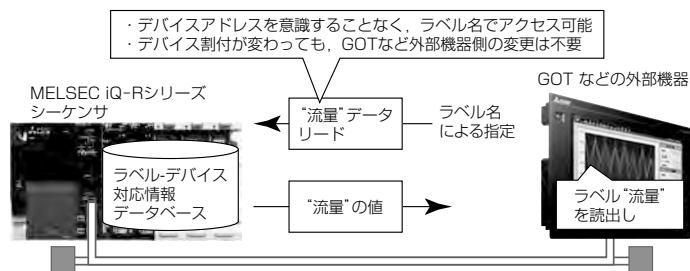 ・デバイスアドレスを意識することなく，ラベル名でアクセス可能
・デバイス割付が変わっても，GOTなど外部機器側の変更は不要
MELSEC iQ-Rシリーズ
シーケンサ
GOT などの外部機器
“流量”データ
リード
ラベル名
による指定
ラベル-デバイス
対応情報
データベース
“流量”の値
ラベル“流量”
を読出し